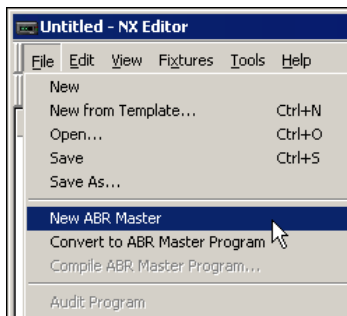 Untitled - NX Editor
File Edit View Fixtures Tools Help
New
New from Template... Ctrl+N
Open... Ctrl+O
Save Ctrl+S
Save As...
New ABR Master
Convert to ABR Master Program
Compile ABR Master Program...
Audit Program